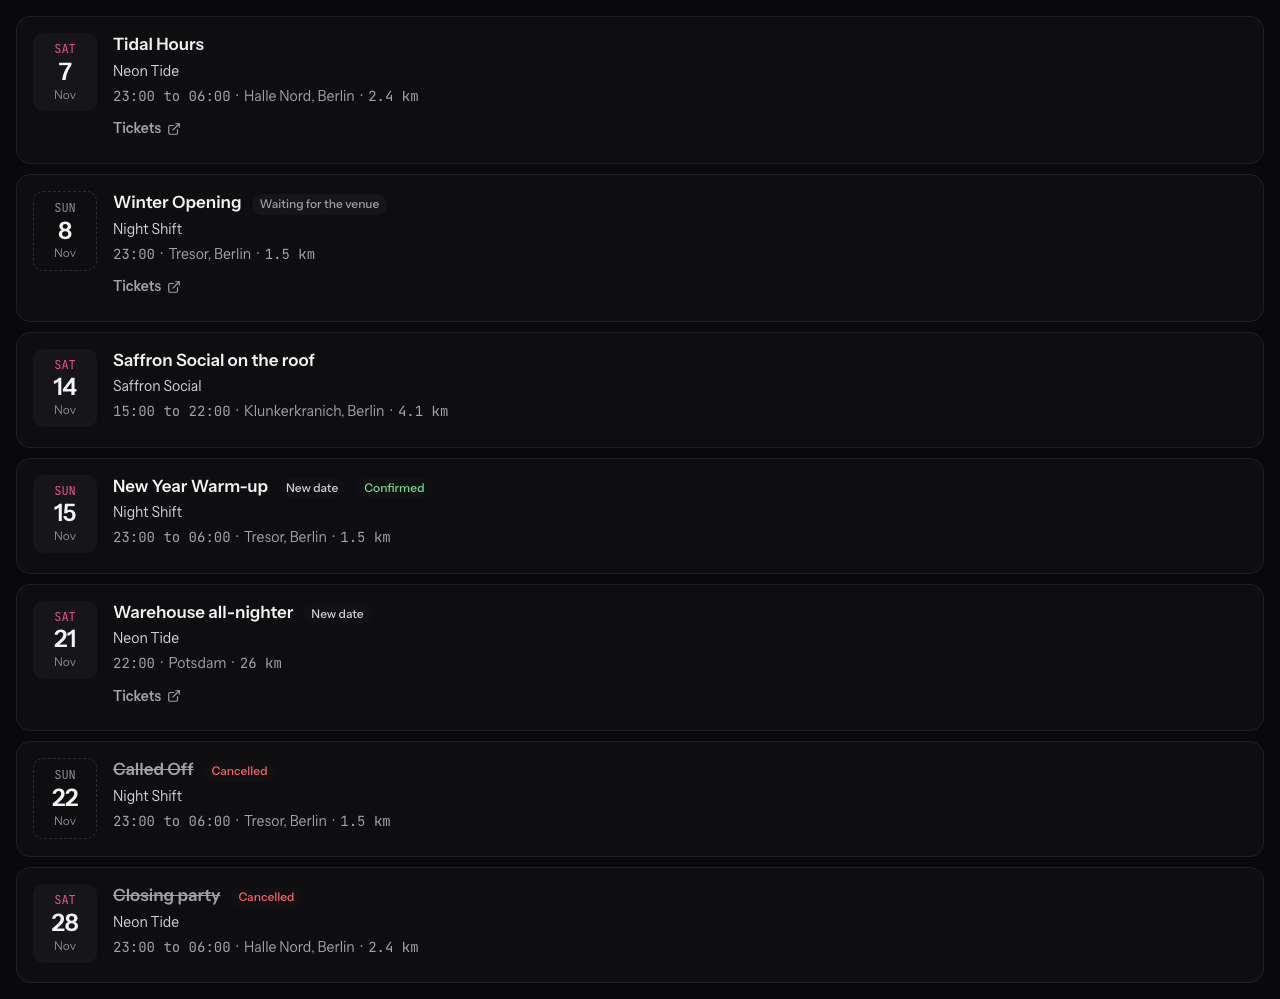 SAT
7
Nov
Tidal Hours
Neon Tide
23:00 to 06:00 · Halle Nord, Berlin · 2.4 km
Tickets
SUN
8
Nov
Winter Opening Waiting for the venue
Night Shift
23:00 · Tresor, Berlin · 1.5 km
Tickets
SAT
14
Nov
Saffron Social on the roof
Saffron Social
15:00 to 22:00 · Klunkerkranich, Berlin · 4.1 km
SUN
15
Nov
New Year Warm-up New date Confirmed
Night Shift
23:00 to 06:00 · Tresor, Berlin · 1.5 km
SAT
21
Nov
Warehouse all-nighter New date
Neon Tide
22:00 · Potsdam · 26 km
Tickets
SUN
22
Nov
Called Off Cancelled
Night Shift
23:00 to 06:00 · Tresor, Berlin · 1.5 km
SAT
28
Nov
Closing party Cancelled
Neon Tide
23:00 to 06:00 · Halle Nord, Berlin · 2.4 km